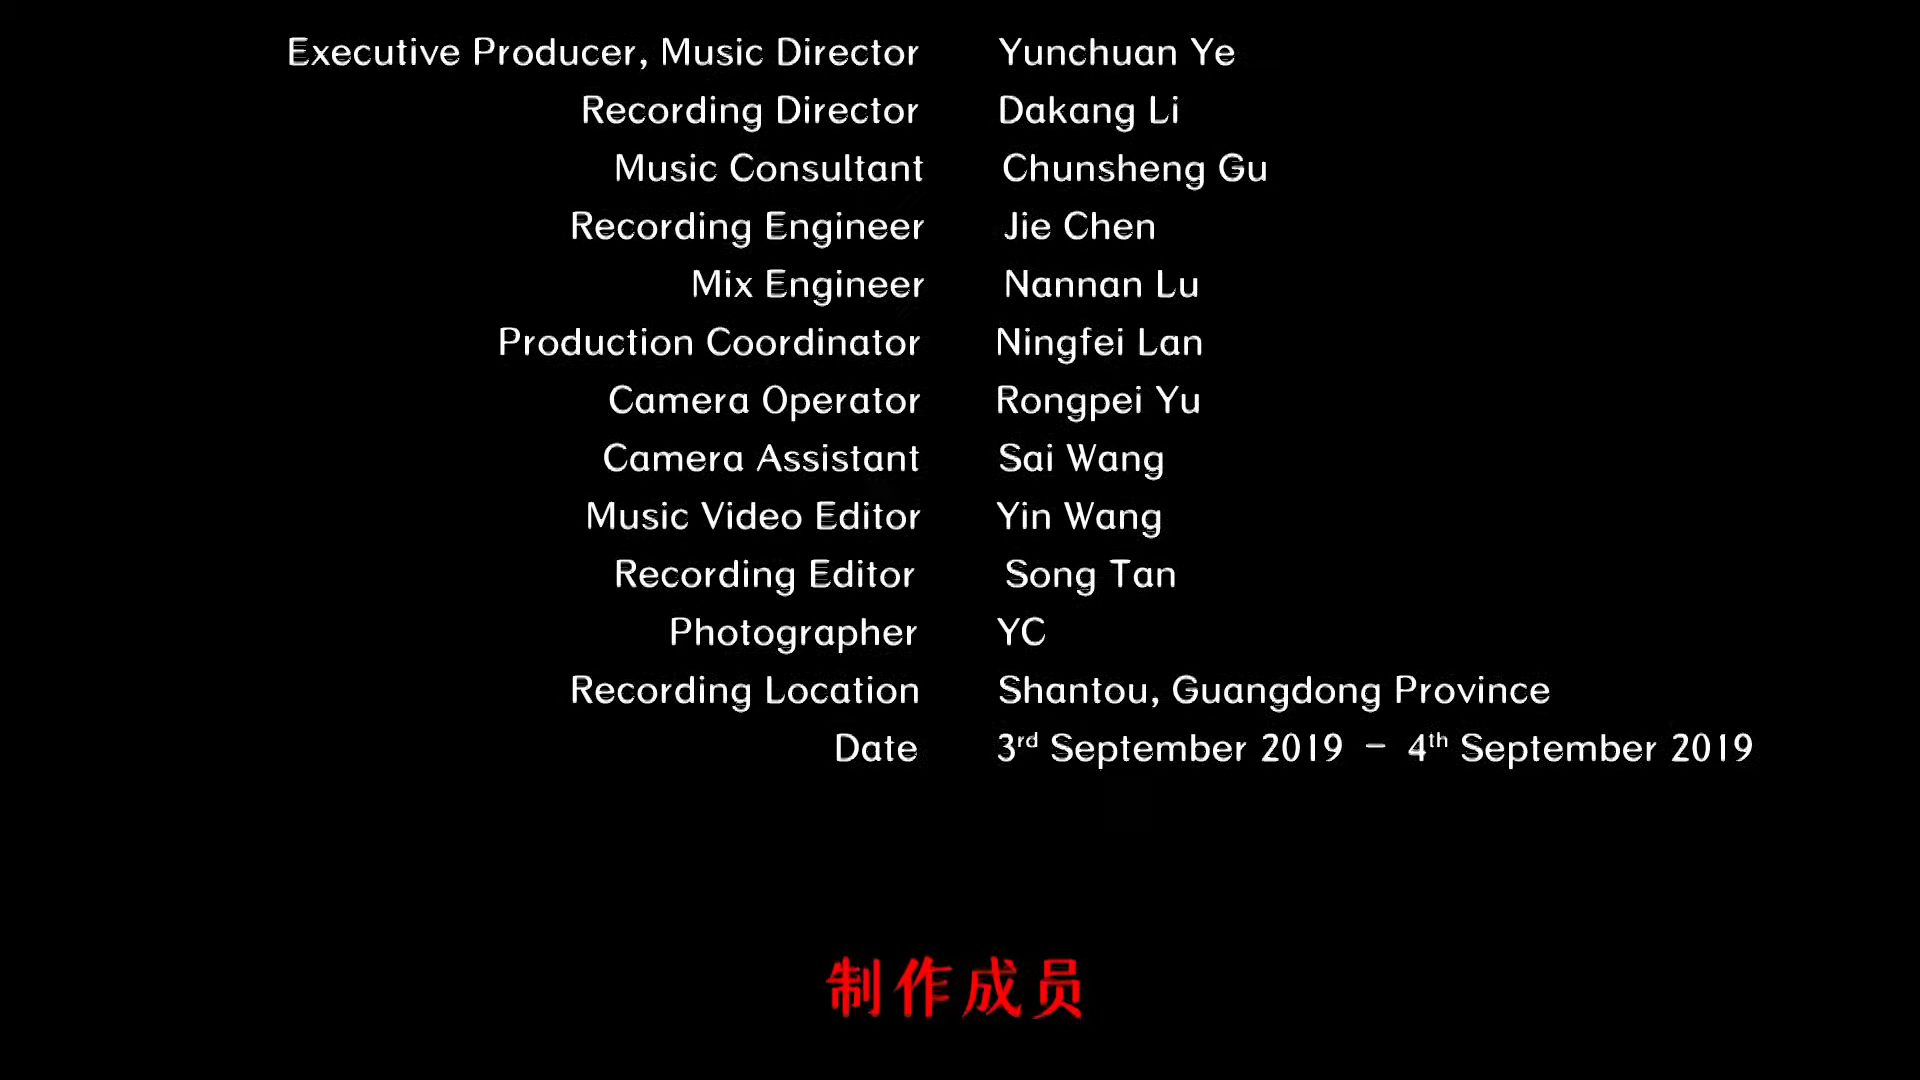 Executive Producer, Music Director Yunchuan Ye
Recording Director Dakang Li
Music Consultant Chunsheng Gu
Recording Engineer Jie Chen
Mix Engineer Nannan Lu
Production Coordinator Ningfei Lan
Camera Operator Rongpei Yu
Camera Assistant Sai Wang
Music Video Editor Yin Wang
Recording Editor Song Tan
Photographer YC
Recording Location Shantou, Guangdong Province
Date 3rd September 2019 – 4th September 2019
制作成员